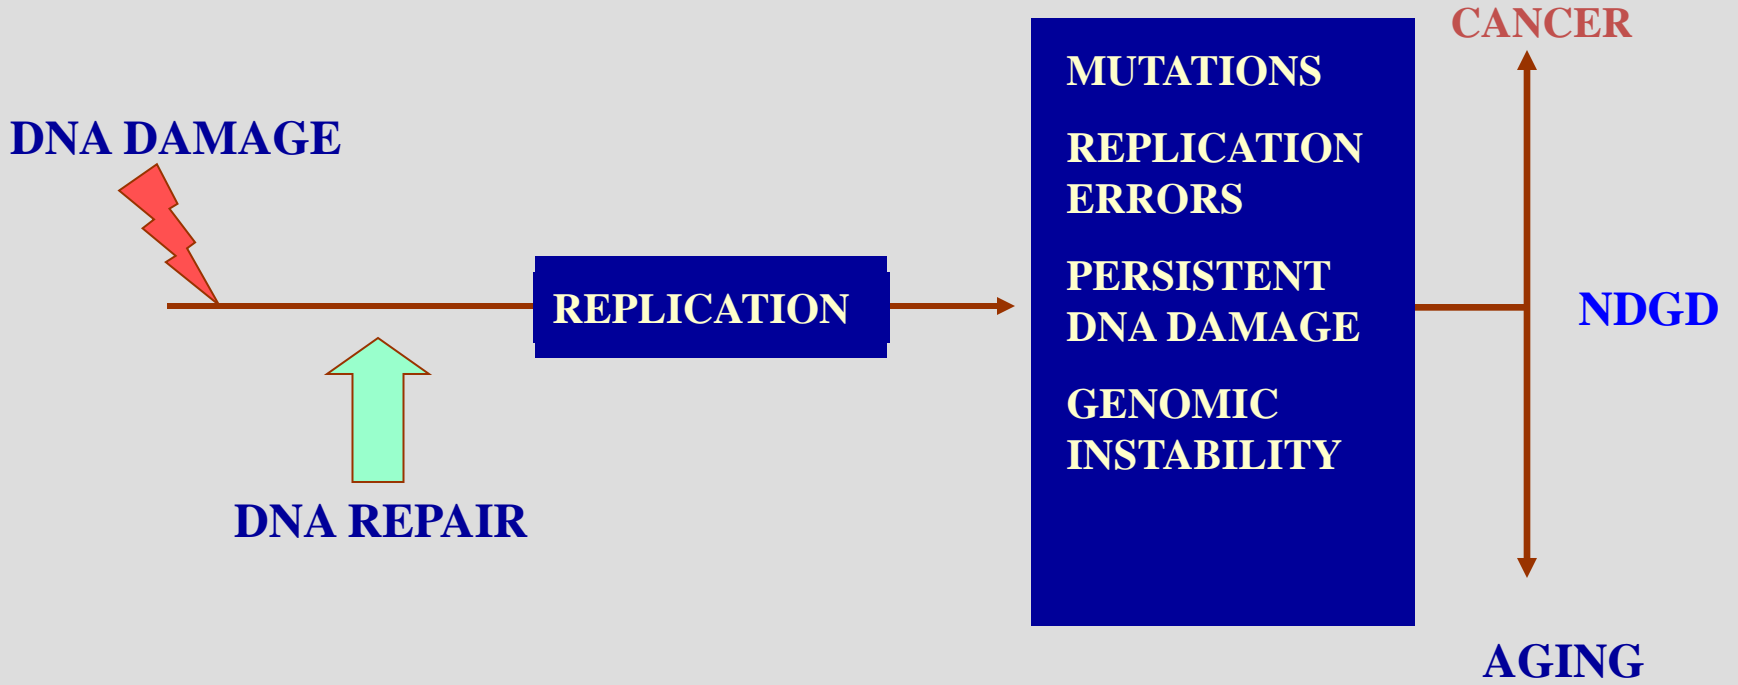 DNA DAMAGE
DNA REPAIR
REPLICATION
MUTATIONS
REPLICATION
ERRORS
PERSISTENT
DNA DAMAGE
GENOMIC
INSTABILITY
CANCER
NDGD
AGING